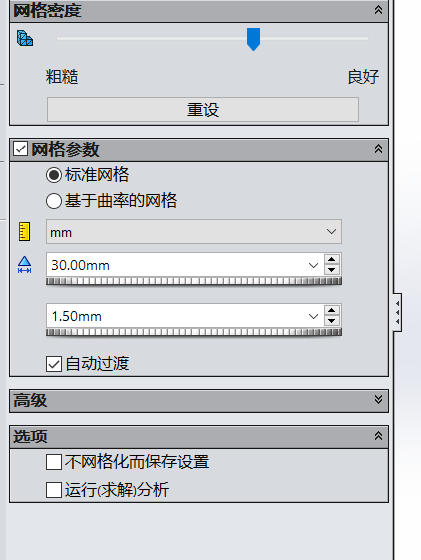 网格密度
粗糙 良好
重设
网格参数
标准网格
基于曲率的网格
mm
30.00mm
1.50mm
自动过渡
高级
选项
不网格化而保存设置
运行(求解)分析